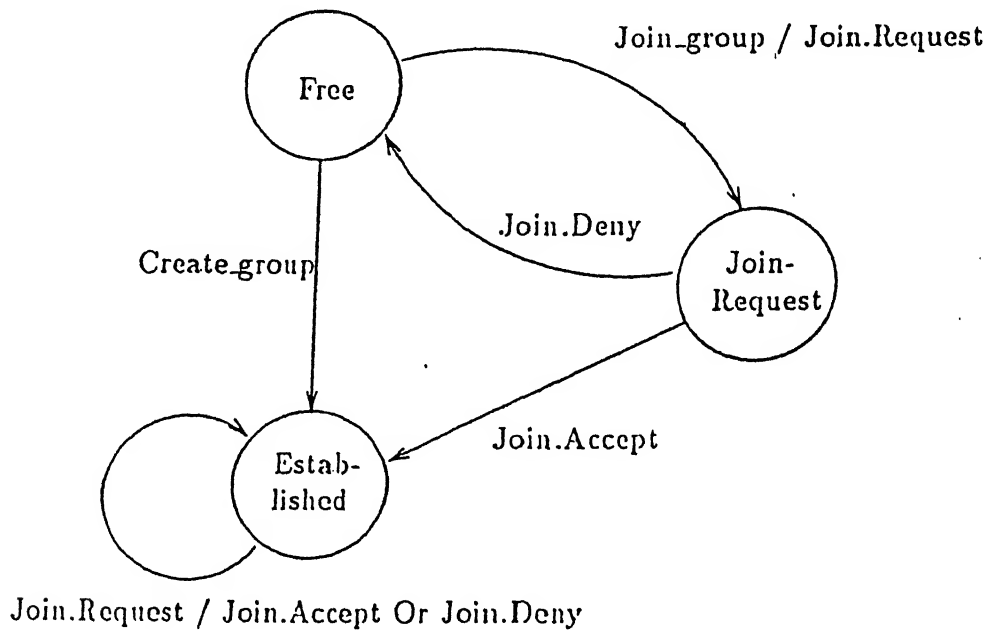 Join_group / Join.Request
Free
Join.Deny
Create_group
Join-
Request
Join.Accept
Estab-
lished
Join.Request / Join.Accept Or Join.Deny